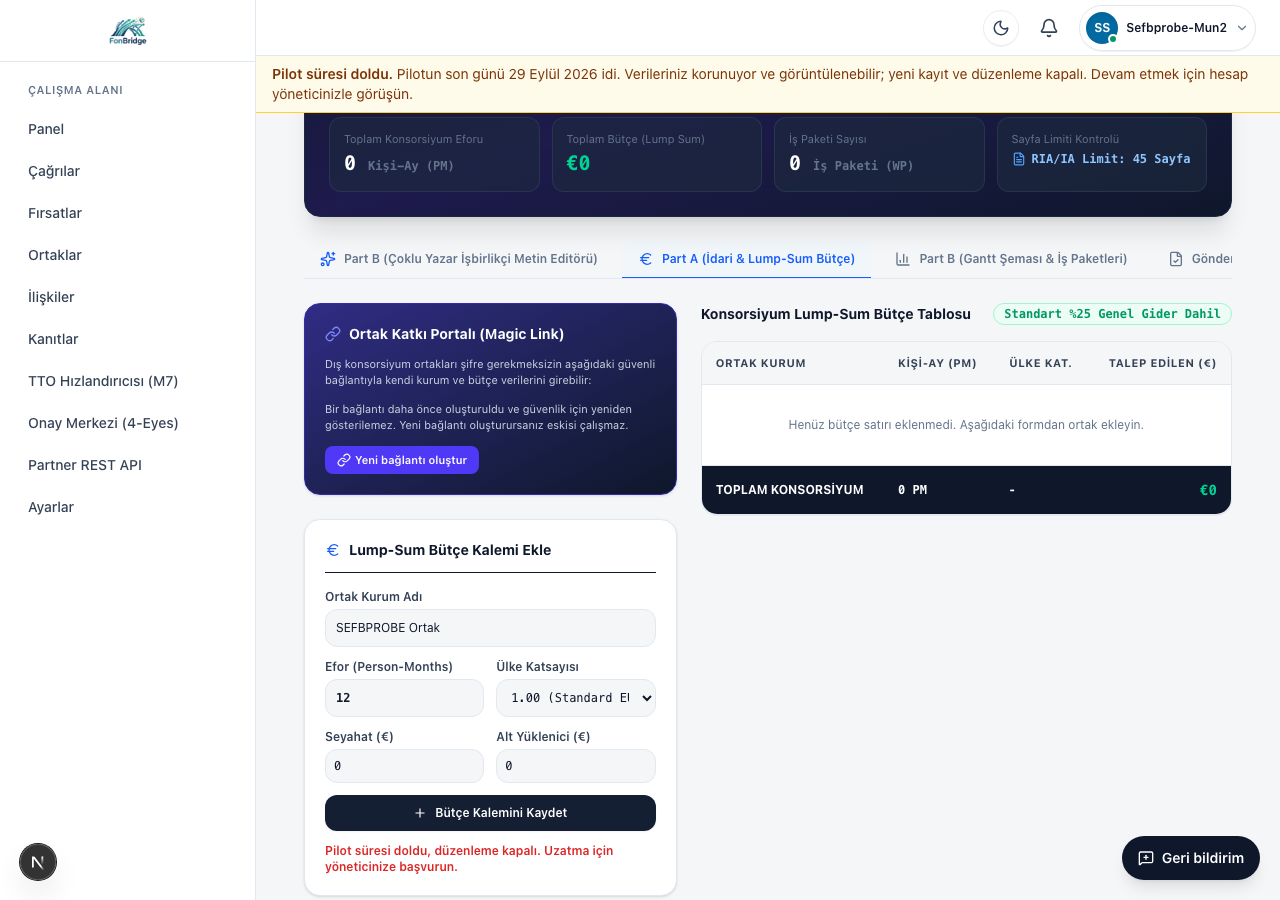 FonBridge
SS
Sefbprobe-Mun2
Pilot süresi doldu. Pilotun son günü 29 Eylül 2026 idi. Verileriniz korunuyor ve görüntülenebilir; yeni kayıt ve düzenleme kapalı. Devam etmek için hesap
yöneticinizle görüşün.
ÇALIŞMA ALANI
Panel
Çağrılar
Fırsatlar
Ortaklar
İlişkiler
Kanıtlar
TTO Hızlandırıcısı (M7)
Onay Merkezi (4-Eyes)
Partner REST API
Ayarlar
Toplam Konsorsiyum Eforu
0 Kişi-Ay (PM)
Toplam Bütçe (Lump Sum)
€0
İş Paketi Sayısı
0 İş Paketi (WP)
Sayfa Limiti Kontrolü
RIA/IA Limit: 45 Sayfa
Part B (Çoklu Yazar İşbirlikçi Metin Editörü)
Part A (İdari & Lump-Sum Bütçe)
Part B (Gantt Şeması & İş Paketleri)
Gönder
Ortak Katkı Portalı (Magic Link)
Dış konsorsiyum ortakları şifre gerekmeksizin aşağıdaki güvenli
bağlantıyla kendi kurum ve bütçe verilerini girebilir:
Bir bağlantı daha önce oluşturuldu ve güvenlik için yeniden
gösterilemez. Yeni bağlantı oluşturursanız eskisi çalışmaz.
Yeni bağlantı oluştur
Lump-Sum Bütçe Kalemi Ekle
Ortak Kurum Adı
SEFBPROBE Ortak
Efor (Person-Months)
Ülke Katsayısı
12
1.00 (Standard El
Seyahat (€)
Alt Yüklenici (€)
0
0
Bütçe Kalemini Kaydet
Pilot süresi doldu, düzenleme kapalı. Uzatma için
yöneticinize başvurun.
Konsorsiyum Lump-Sum Bütçe Tablosu
Standart %25 Genel Gider Dahil
ORTAK KURUM KİŞİ-AY (PM) ÜLKE KAT. TALEP EDİLEN (€)
Henüz bütçe satırı eklenmedi. Aşağıdaki formdan ortak ekleyin.
TOPLAM KONSORSİYUM 0 PM - €0
N
Geri bildirim